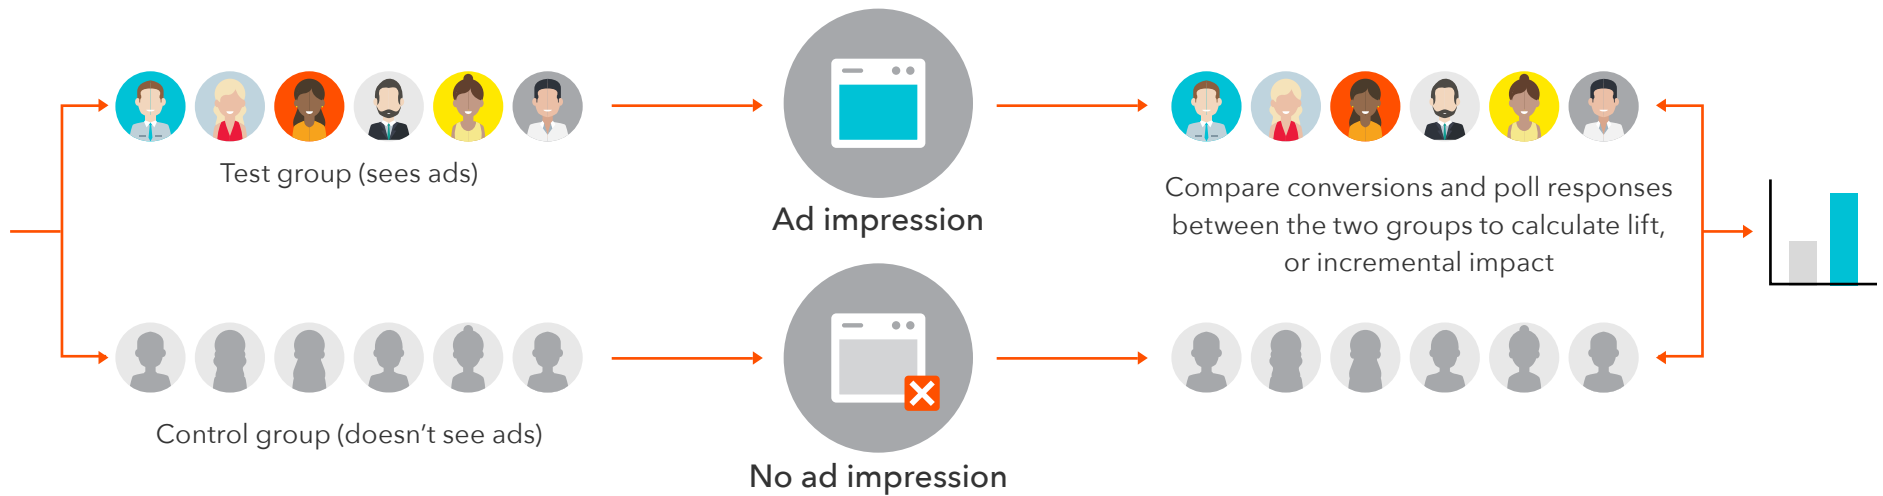 Test group (sees ads)
Ad impression
Compare conversions and poll responses
between the two groups to calculate lift,
or incremental impact
Control group (doesn’t see ads)
No ad impression